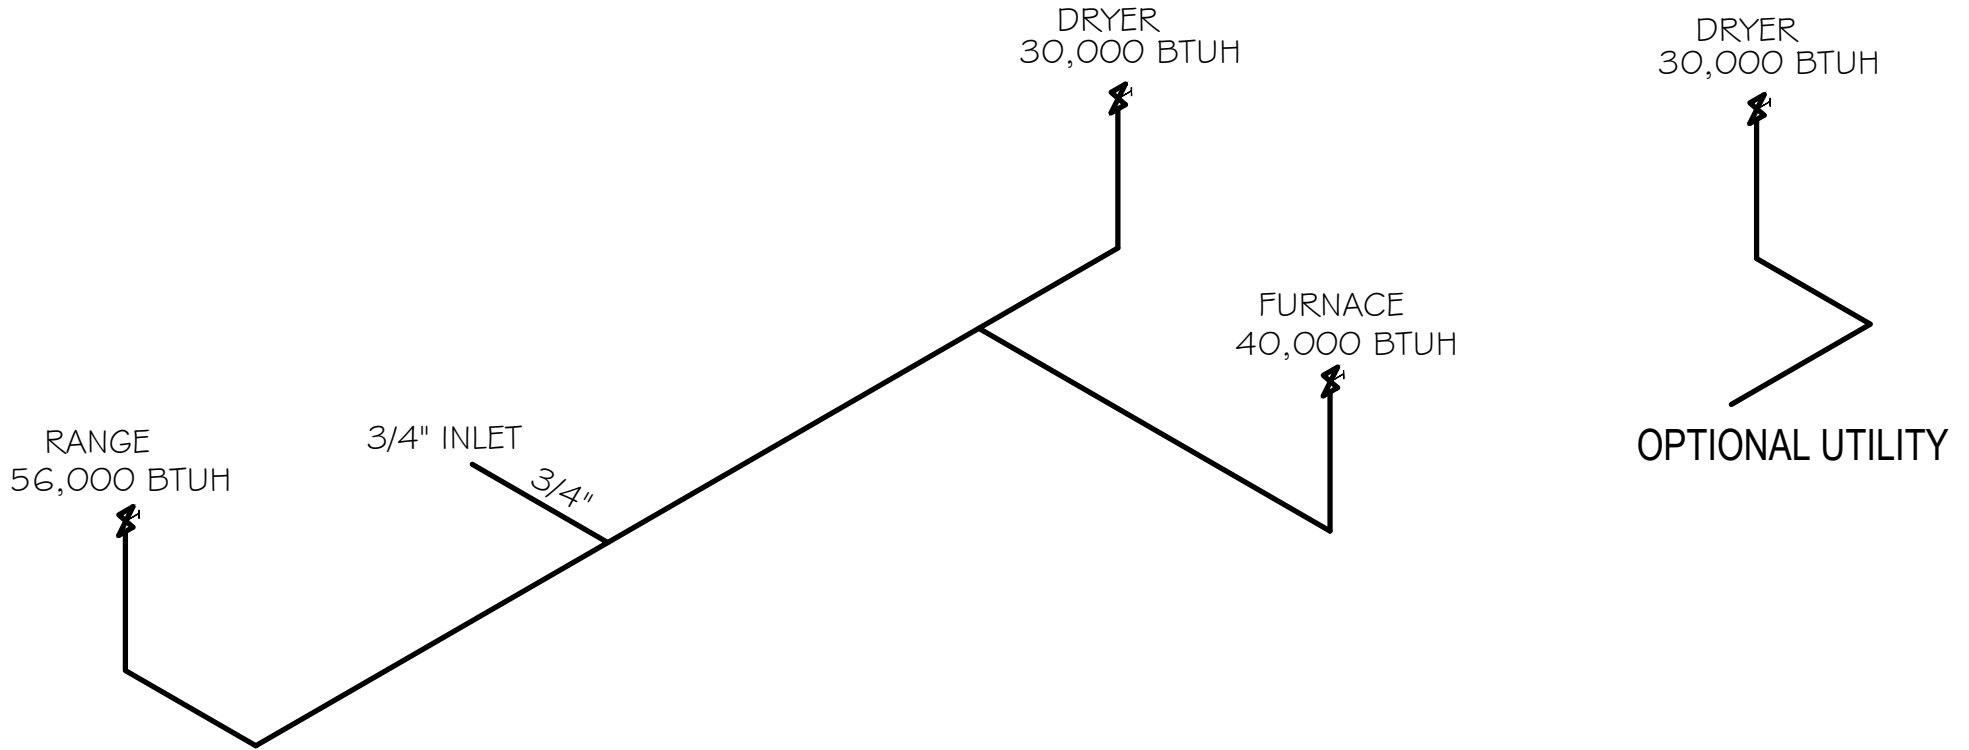 DRYER
30,000 BTUH
DRYER
30,000 BTUH
FURNACE
40,000 BTUH
RANGE
56,000 BTUH
3/4" INLET
3/4"
OPTIONAL UTILITY